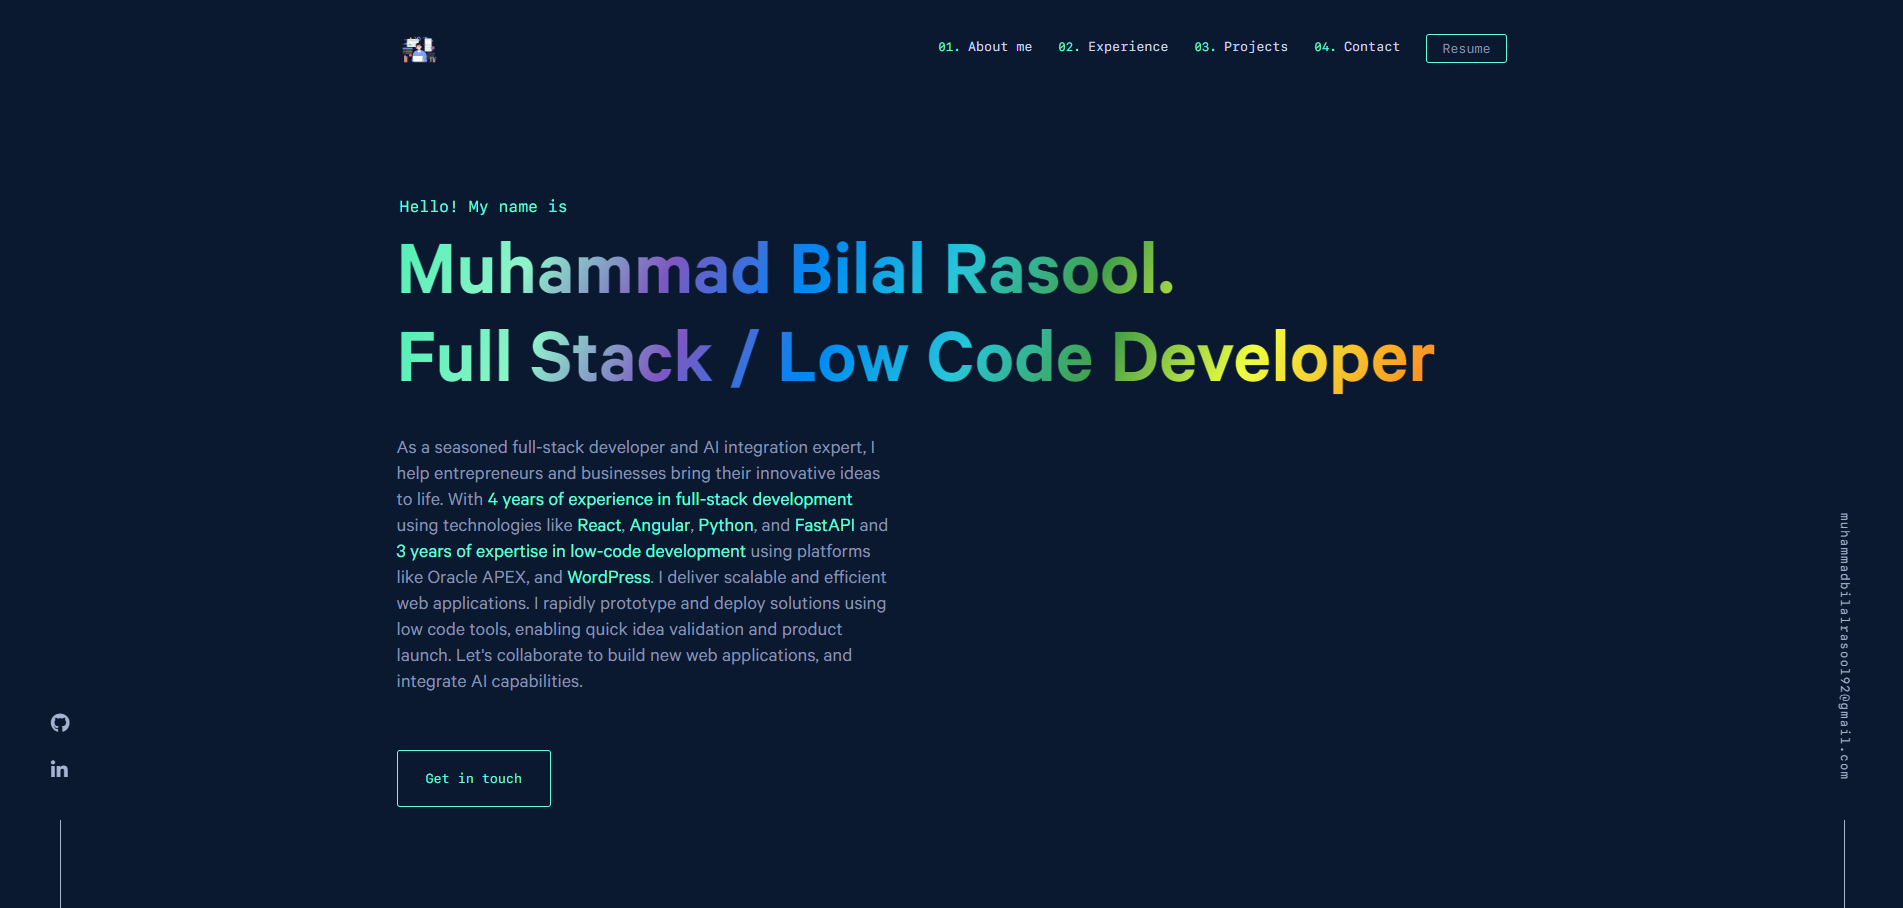 01. About me 02. Experience 03. Projects 04. Contact Resume
Hello! My name is
Muhammad Bilal Rasool.
Full Stack / Low Code Developer
As a seasoned full-stack developer and AI integration expert, I
help entrepreneurs and businesses bring their innovative ideas
to life. With 4 years of experience in full-stack development
using technologies like React, Angular, Python, and FastAPI and
3 years of expertise in low-code development using platforms
like Oracle APEX, and WordPress. I deliver scalable and efficient
web applications. I rapidly prototype and deploy solutions using
low code tools, enabling quick idea validation and product
launch. Let's collaborate to build new web applications, and
integrate AI capabilities.
Get in touch
muhammadbilalrasool92@gmail.com